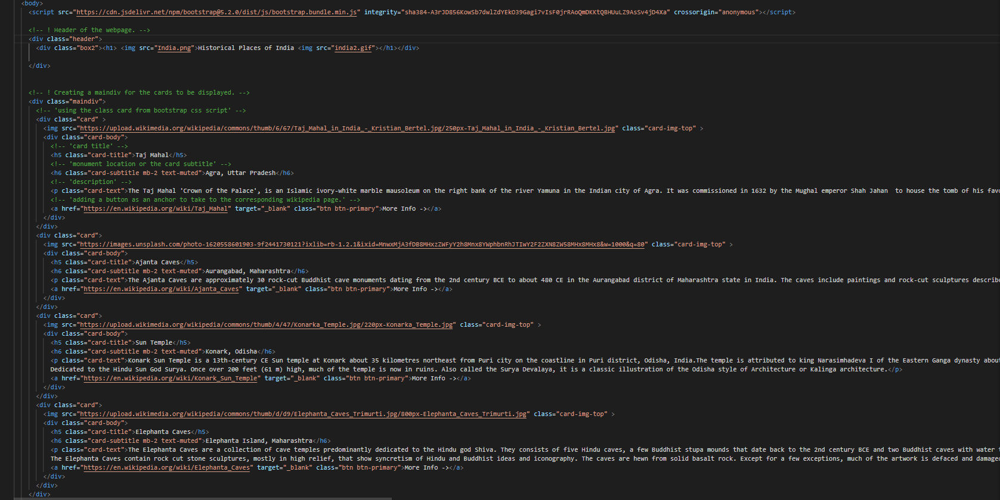 <body>
<script src="https://cdn.jsdelivr.net/npm/bootstrap@5.2.0/dist/js/bootstrap.bundle.min.js" integrity="sha384-A3rJD856KowSb7dwlZdYEkO39Gagi7vIsF0jrRAoQmDKKtQBHUuLZ9AsSv4jD4Xa" crossorigin="anonymous"></script>
<!-- ! Header of the webpage. -->
<div class="header">
<div class="box2"><h1> <img src="India.png">Historical Places of India <img src="india2.gif"></h1></div>
</div>
<!-- ! Creating a maindiv for the cards to be displayed. -->
<div class="maindiv">
<!-- 'using the class card from bootstrap css script' -->
<div class="card" >
<img src="https://upload.wikimedia.org/wikipedia/commons/thumb/6/67/Taj_Mahal_in_India_-_Kristian_Bertel.jpg/250px-Taj_Mahal_in_India_-_Kristian_Bertel.jpg" class="card-img-top" >
<div class="card-body">
<!-- 'card title' -->
<h5 class="card-title">Taj Mahal</h5>
<!-- 'monument location or the card subtitle' -->
<h6 class="card-subtitle mb-2 text-muted">Agra, Uttar Pradesh</h6>
<!-- 'description' -->
<p class="card-text">The Taj Mahal 'Crown of the Palace', is an Islamic ivory-white marble mausoleum on the right bank of the river Yamuna in the Indian city of Agra. It was commissioned in 1632 by the Mughal emperor Shah Jahan  to house the tomb of his favo
<!-- 'adding a button as an anchor to take to the corresponding wikipedia page.' -->
<a href="https://en.wikipedia.org/wiki/Taj_Mahal" target="_blank" class="btn btn-primary">More Info -></a>
</div>
</div>
<div class="card">
<img src="https://images.unsplash.com/photo-1620558601903-9f2441730121?ixlib=rb-1.2.1&ixid=MnwxMjA3fDB8MHxzZWFyY2h8Mnx8YWphbnRhJTIwY2F2ZXN8ZW58MHx8MHx8&w=1000&q=80" class="card-img-top" >
<div class="card-body">
<h5 class="card-title">Ajanta Caves</h5>
<h6 class="card-subtitle mb-2 text-muted">Aurangabad, Maharashtra</h6>
<p class="card-text">The Ajanta Caves are approximately 30 rock-cut Buddhist cave monuments dating from the 2nd century BCE to about 480 CE in the Aurangabad district of Maharashtra state in India. The caves include paintings and rock-cut sculptures describe
<a href="https://en.wikipedia.org/wiki/Ajanta_Caves" target="_blank" class="btn btn-primary">More Info -></a>
</div>
</div>
<div class="card">
<img src="https://upload.wikimedia.org/wikipedia/commons/thumb/4/47/Konarka_Temple.jpg/220px-Konarka_Temple.jpg" class="card-img-top" >
<div class="card-body">
<h5 class="card-title">Sun Temple</h5>
<h6 class="card-subtitle mb-2 text-muted">Konark, Odisha</h6>
<p class="card-text">Konark Sun Temple is a 13th-century CE Sun temple at Konark about 35 kilometres northeast from Puri city on the coastline in Puri district, Odisha, India.The temple is attributed to king Narasimhadeva I of the Eastern Ganga dynasty abou
Dedicated to the Hindu Sun God Surya. Once over 200 feet (61 m) high, much of the temple is now in ruins. Also called the Surya Devalaya, it is a classic illustration of the Odisha style of Architecture or Kalinga architecture.</p>
<a href="https://en.wikipedia.org/wiki/Konark_Sun_Temple" target="_blank" class="btn btn-primary">More Info -></a>
</div>
</div>
<div class="card">
<img src="https://upload.wikimedia.org/wikipedia/commons/thumb/d/d9/Elephanta_Caves_Trimurti.jpg/800px-Elephanta_Caves_Trimurti.jpg" class="card-img-top" >
<div class="card-body">
<h5 class="card-title">Elephanta Caves</h5>
<h6 class="card-subtitle mb-2 text-muted">Elephanta Island, Maharashtra</h6>
<p class="card-text">The Elephanta Caves are a collection of cave temples predominantly dedicated to the Hindu god Shiva. They consists of five Hindu caves, a few Buddhist stupa mounds that date back to the 2nd century BCE and two Buddhist caves with water
The Elephanta Caves contain rock cut stone sculptures, mostly in high relief, that show syncretism of Hindu and Buddhist ideas and iconography. The caves are hewn from solid basalt rock. Except for a few exceptions, much of the artwork is defaced and damaged
<a href="https://en.wikipedia.org/wiki/Elephanta_Caves" target="_blank" class="btn btn-primary">More Info -></a>
</div>
</div>
</div>